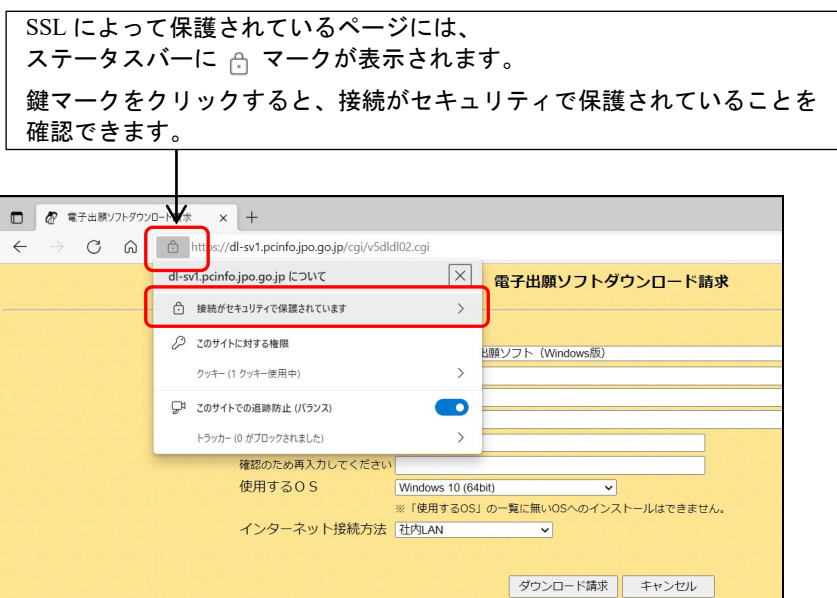 SSL によって保護されているページには、
ステータスバーに マークが表示されます。
鍵マークをクリックすると、接続がセキュリティで保護されていることを
確認できます。
電子出願ソフトダウンロード請求
https://dl-sv1.pcinfo.jpo.go.jp/cgi/v5dldl02.cgi
dl-sv1.pcinfo.jpo.go.jp について
電子出願ソフトダウンロード請求
接続がセキュリティで保護されています
このサイトに対する権限
出願ソフト（Windows版）
クッキー (1 クッキー使用中)
このサイトでの追跡防止 (バランス)
トラッカー (0 がブロックされました)
確認のため再入力してください
使用するOS Windows 10 (64bit)
※「使用するOS」の一覧に無いOSへのインストールはできません。
インターネット接続方法 社内LAN
ダウンロード請求 キャンセル